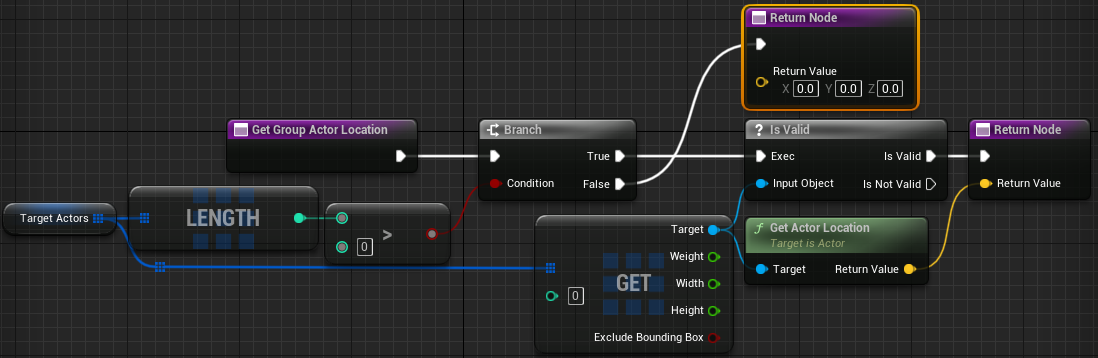 Return Node
Return Value
X 0.0 Y 0.0 Z 0.0
Get Group Actor Location
Branch
True
Condition
False
? Is Valid
Exec
Is Valid
Input Object
Is Not Valid
Return Node
Return Value
Target Actors
LENGTH
>
0
Target
Weight
Width
Height
Exclude Bounding Box
GET
0
f Get Actor Location
Target is Actor
Target
Return Value